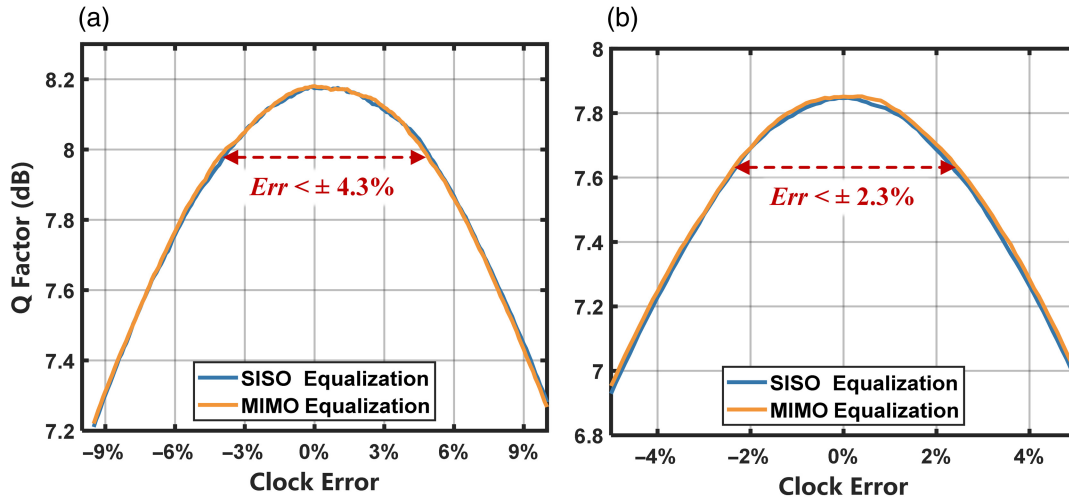 (a)
8.2
8
7.8
7.6
7.4
7.2
Q Factor (dB)
Err < ± 4.3%
SISO Equalization
MIMO Equalization
−9%
−6%
−3%
0%
3%
6%
9%
Clock Error
(b)
8
7.8
7.6
7.4
7.2
7
6.8
Err < ± 2.3%
SISO Equalization
MIMO Equalization
−4%
−2%
0%
2%
4%
Clock Error